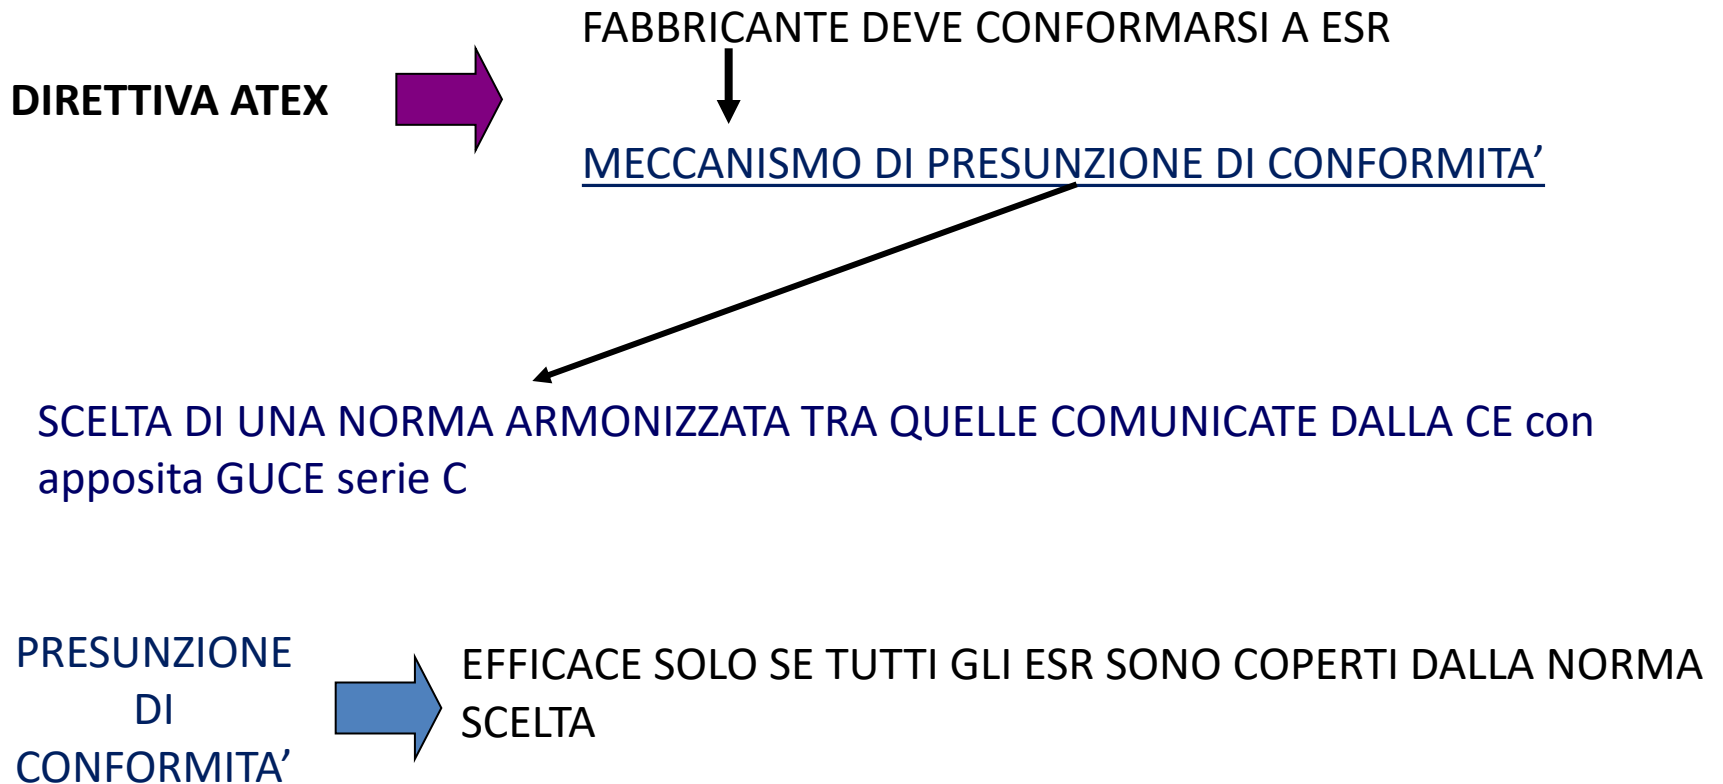 FABBRICANTE DEVE CONFORMARSI A ESR
DIRETTIVA ATEX
MECCANISMO DI PRESUNZIONE DI CONFORMITA’
SCELTA DI UNA NORMA ARMONIZZATA TRA QUELLE COMUNICATE DALLA CE con
apposita GUCE serie C
PRESUNZIONE
DI
CONFORMITA’
EFFICACE SOLO SE TUTTI GLI ESR SONO COPERTI DALLA NORMA
SCELTA